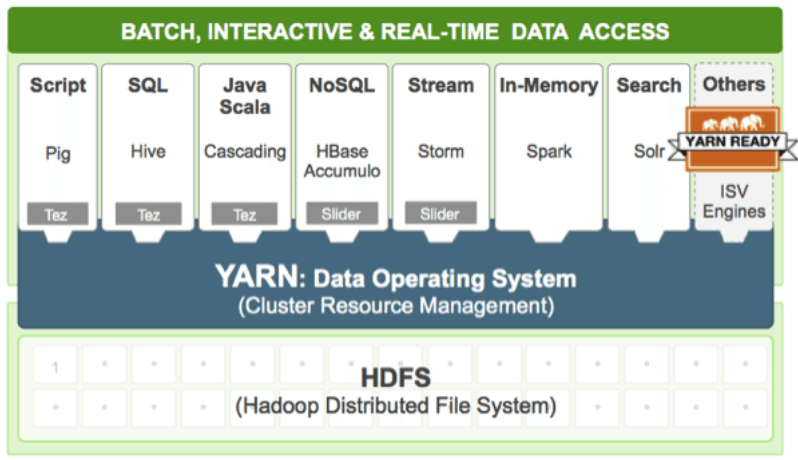 BATCH, INTERACTIVE & REAL-TIME DATA ACCESS
Script
Pig
Tez
SQL
Hive
Tez
Java
Scala
Cascading
Tez
NoSQL
HBase
Accumulo
Slider
Stream
Storm
Slider
In-Memory
Spark
Search
Solr
Others
YARN READY
ISV
Engines
YARN: Data Operating System
(Cluster Resource Management)
1
HDFS
(Hadoop Distributed File System)